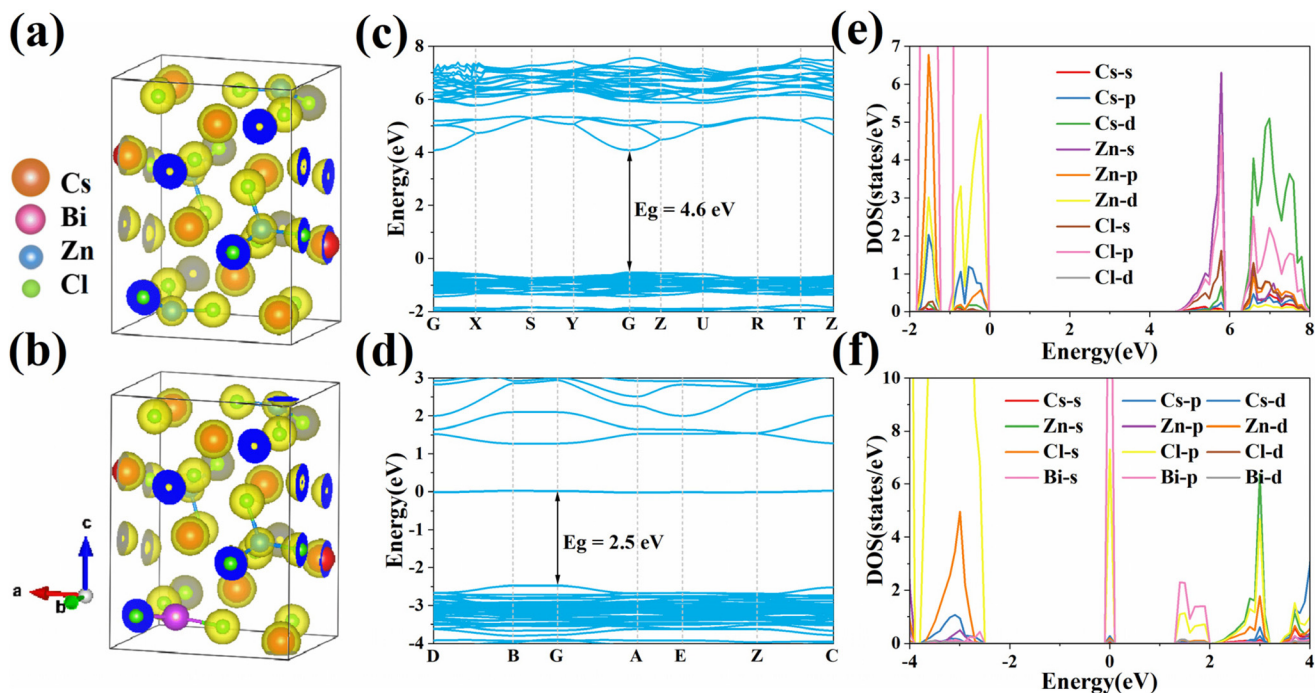 (a)
Cs
Bi
Zn
Cl
(b)
c
a
b
(c)
Energy(eV)
8
6
4
2
0
-2
Eg = 4.6 eV
G X S Y G Z U R T Z
(d)
Energy(eV)
3
2
1
0
-1
-2
-3
-4
Eg = 2.5 eV
D B G A E Z C
(e)
DOS(states/eV)
7
6
5
4
3
2
1
0
Cs-s
Cs-p
Cs-d
Zn-s
Zn-p
Zn-d
Cl-s
Cl-p
Cl-d
-2 0 2 4 6 8
Energy(eV)
(f)
DOS(states/eV)
10
8
6
4
2
0
Cs-s Cs-p Cs-d
Zn-s Zn-p Zn-d
Cl-s Cl-p Cl-d
Bi-s Bi-p Bi-d
-4 -2 0 2 4
Energy (eV)